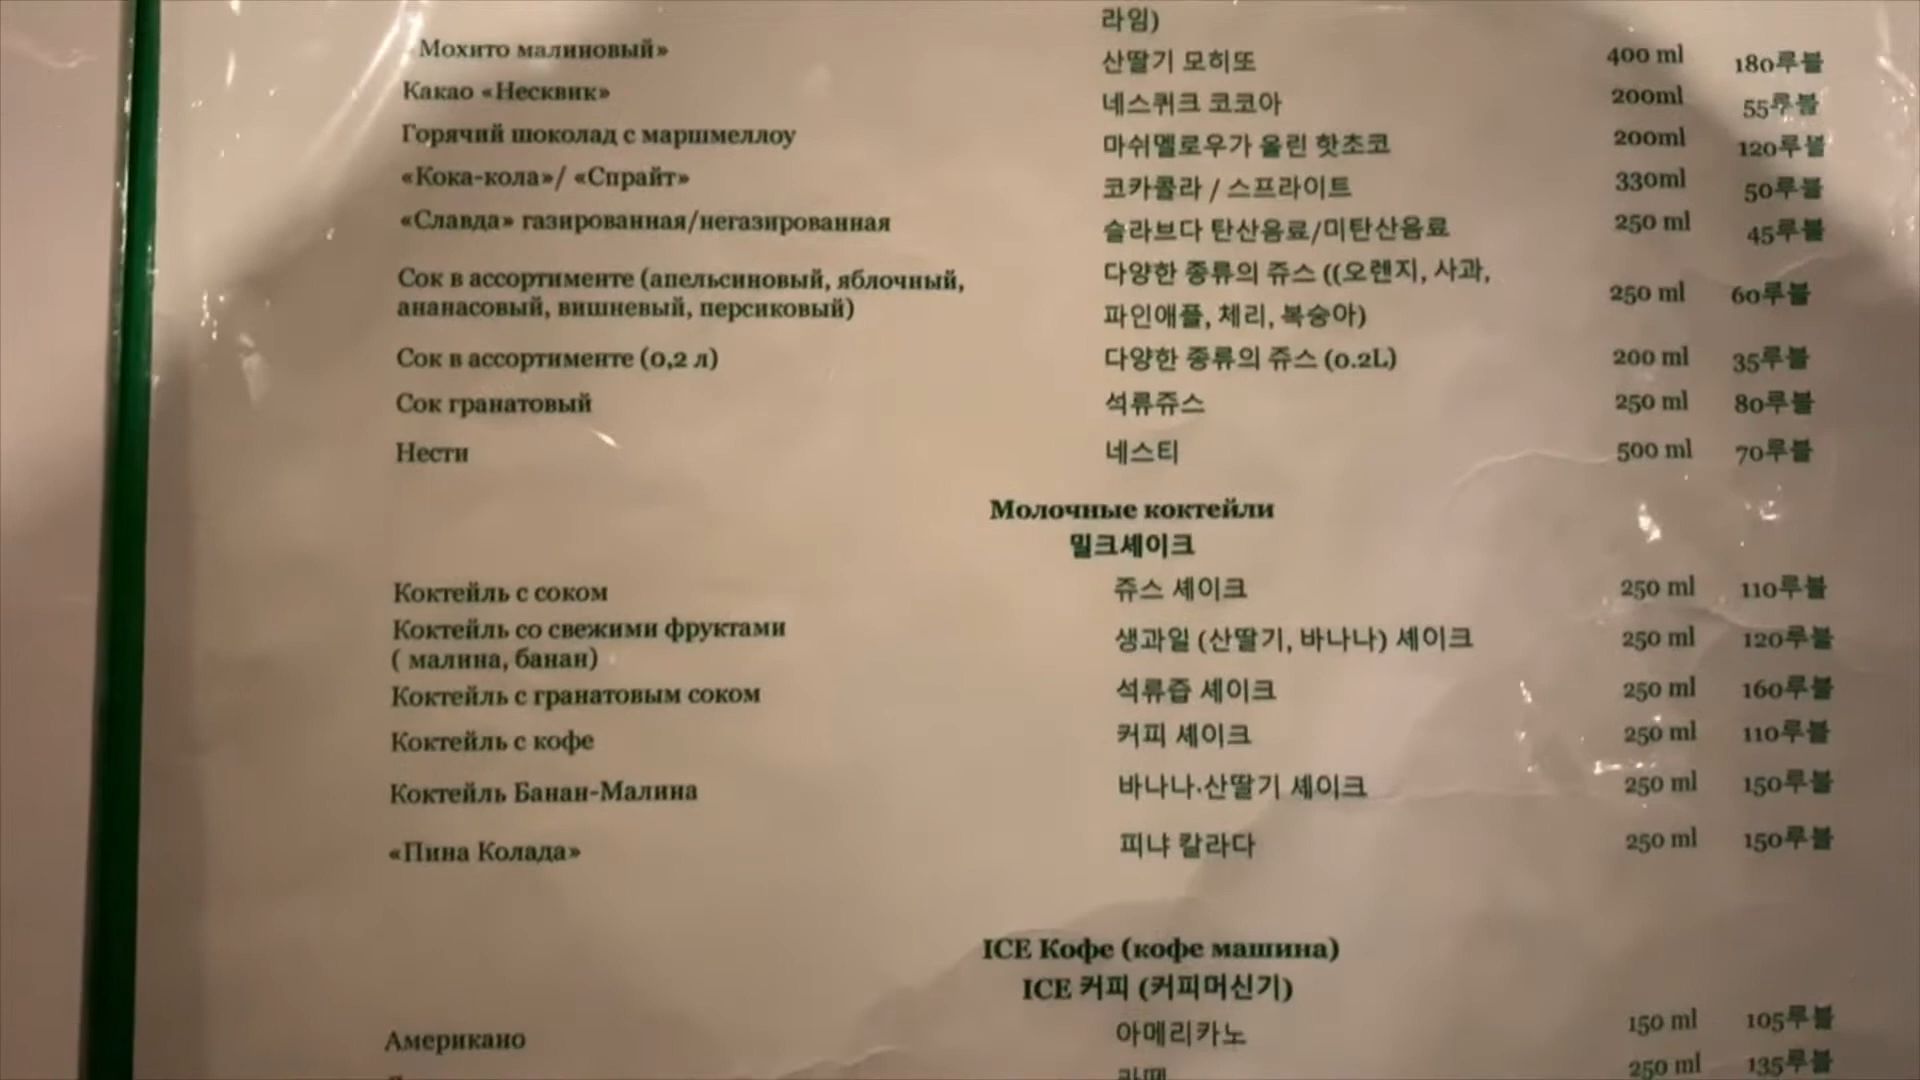 라임)
«Мохито малиновый» 산딸기 모히또 400 ml 180루블
Какао «Несквик» 네스퀴크 코코아 200ml 55루블
Горячий шоколад с маршмеллоу 마쉬멜로우가 올린 핫초코 200ml 120루블
«Кока-кола»/ «Спрайт» 코카콜라 / 스프라이트 330ml 50루블
«Славда» газированная/негазированная 슬라브다 탄산음료/미탄산음료 250 ml 45루블
Сок в ассортименте (апельсиновый, яблочный, 다양한 종류의 쥬스 ((오렌지, 사과,
ананасовый, вишневый, персиковый) 파인애플, 체리, 복숭아) 250 ml 60루블
Сок в ассортименте (0,2 л) 다양한 종류의 쥬스 (0.2L) 200 ml 35루블
Сок гранатовый 석류쥬스 250 ml 80루블
Нести 네스티 500 ml 70루블
Молочные коктейли
밀크셰이크
Коктейль с соком 쥬스 셰이크 250 ml 110루블
Коктейль со свежими фруктами
( малина, банан) 생과일 (산딸기, 바나나) 셰이크 250 ml 120루블
Коктейль с гранатовым соком 석류즙 셰이크 250 ml 160루블
Коктейль с кофе 커피 셰이크 250 ml 110루블
Коктейль Банан-Малина 바나나·산딸기 셰이크 250 ml 150루블
«Пина Колада» 피냐 칼라다 250 ml 150루블
ICE Кофе (кофе машина)
ICE 커피 (커피머신기)
Американо 아메리카노 150 ml 105루블
라떼 250 ml 135루블